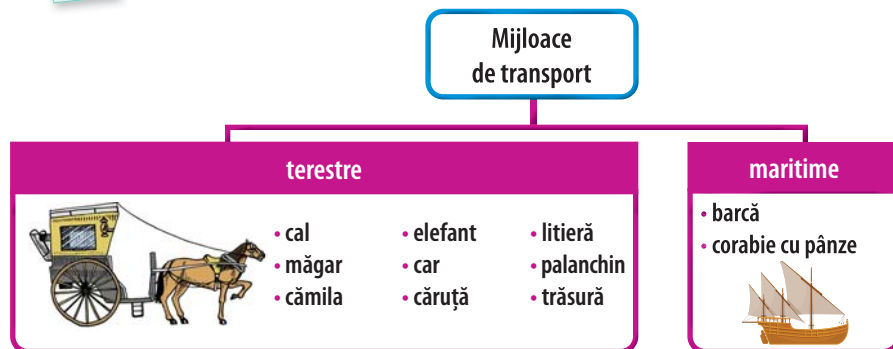 Mijloace
de transport
terestre
• cal
• măgar
• cămila
• elefant
• car
• căruță
• litieră
• palanchin
• trăsură
maritime
• barcă
• corabie cu pânze